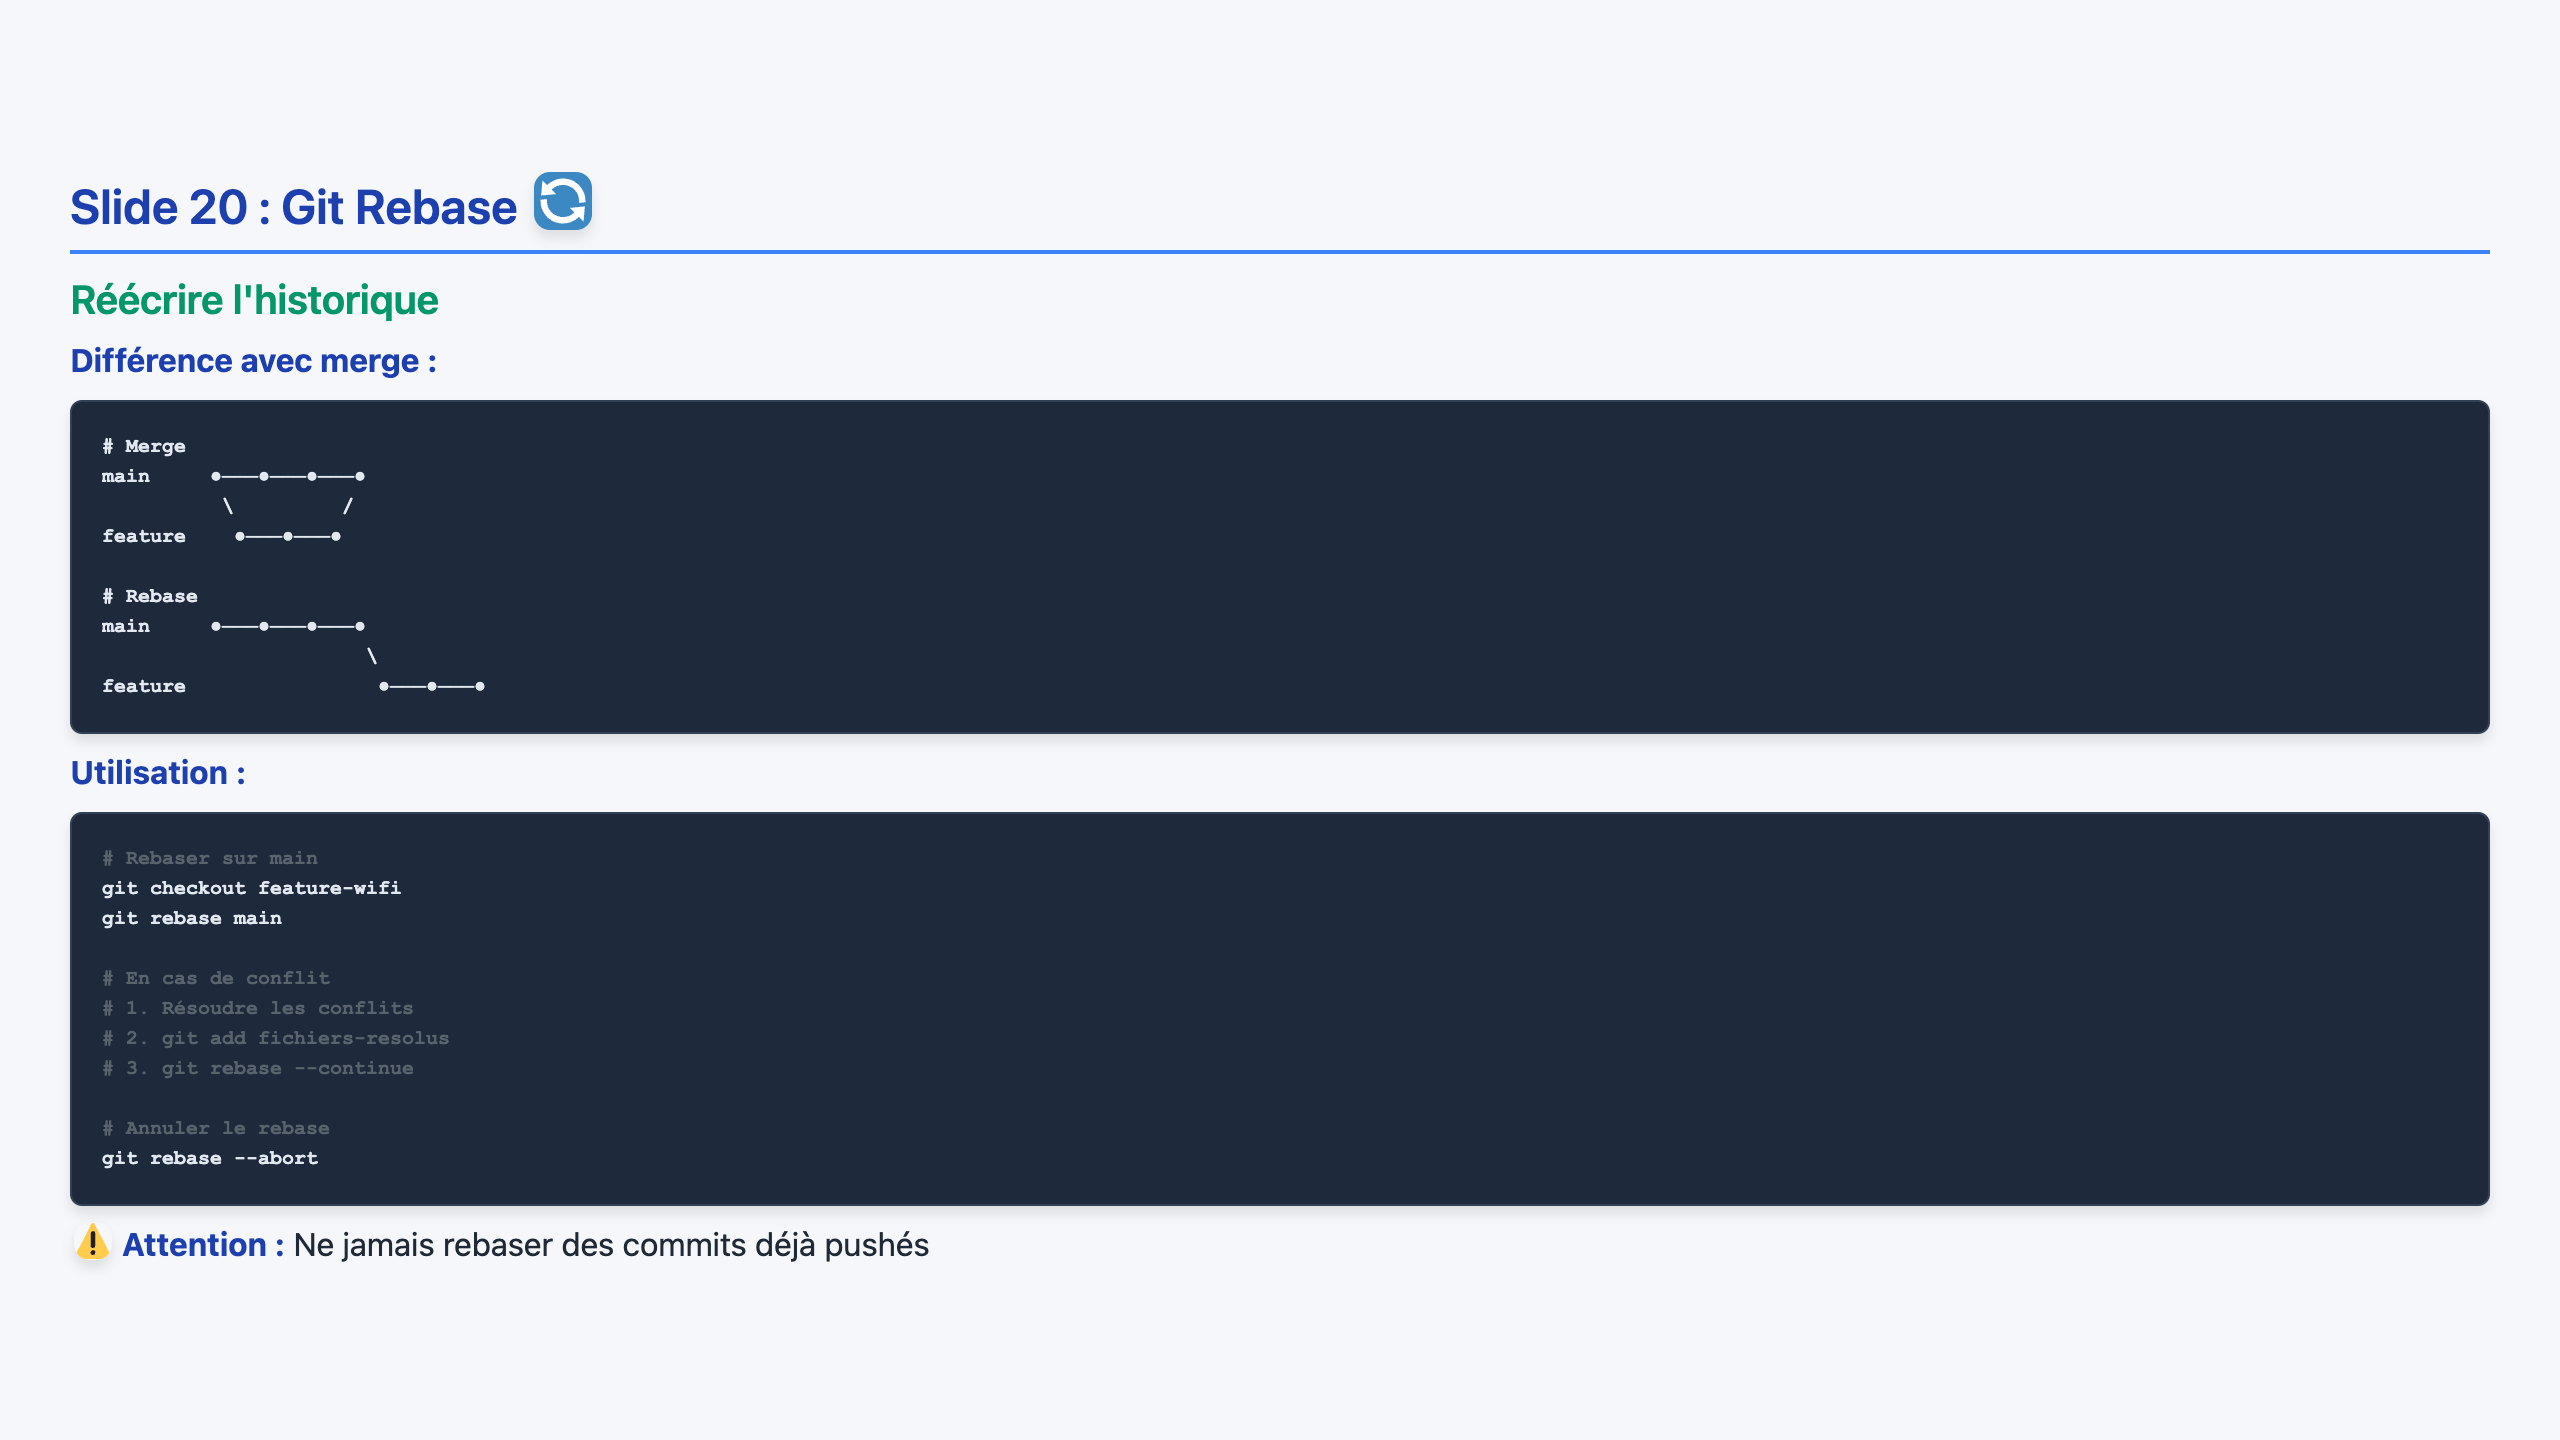 Slide 20 : Git Rebase 🔄
Réécrire l'historique
Différence avec merge :
# Merge
main     ●───●───●───●
          \         /
feature    ●───●───●
# Rebase
main     ●───●───●───●
                      \
feature                ●───●───●
Utilisation :
# Rebaser sur main
git checkout feature-wifi
git rebase main
# En cas de conflit
# 1. Résoudre les conflits
# 2. git add fichiers-resolus
# 3. git rebase --continue
# Annuler le rebase
git rebase --abort
⚠️ Attention : Ne jamais rebaser des commits déjà pushés